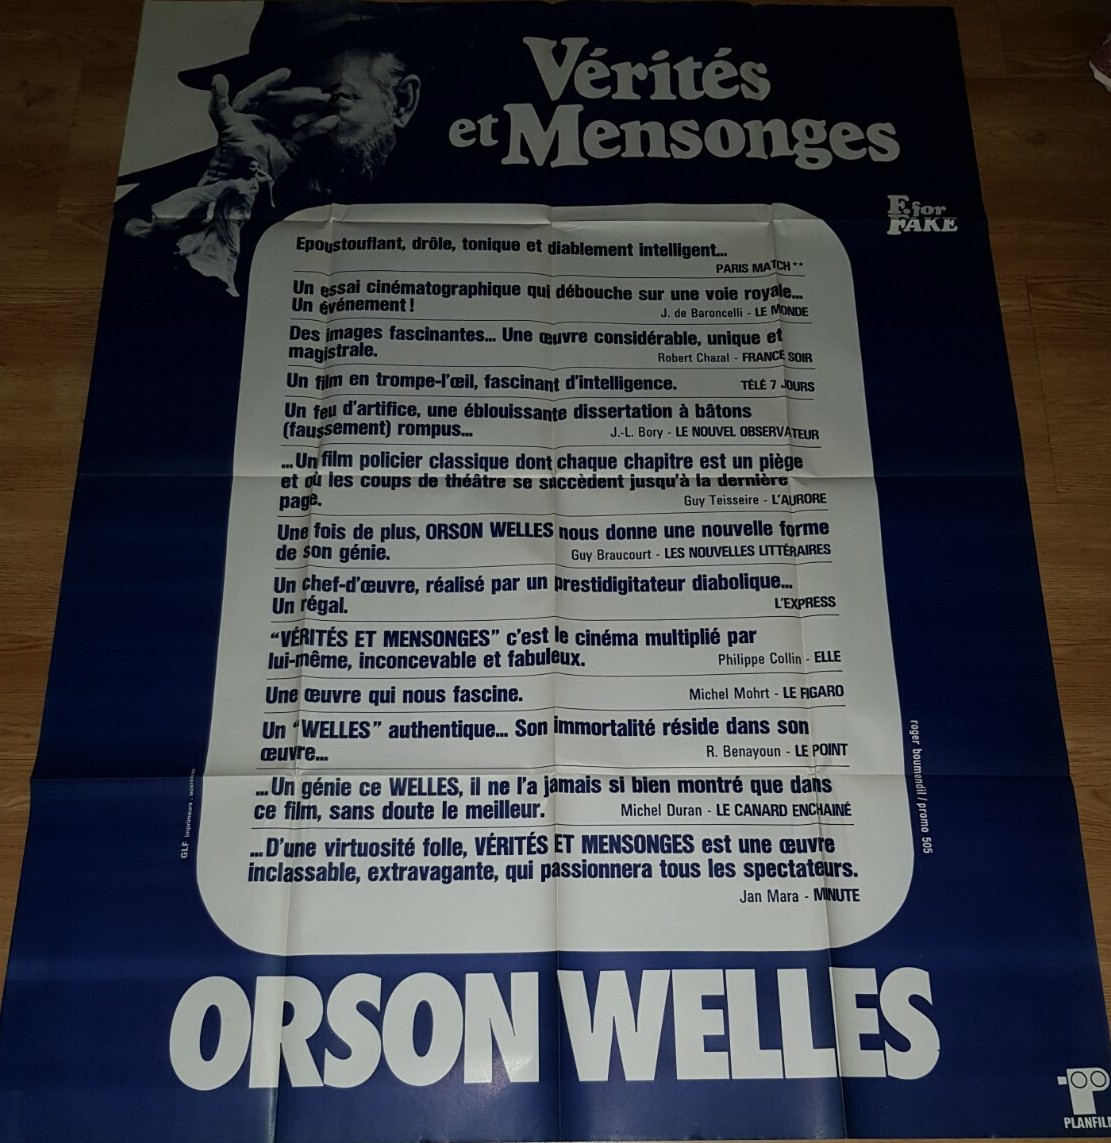 Vérités
et Mensonges
F. for
FAKE
Epoustouflant, drôle, tonique et diablement intelligent...
PARIS MATCH**
Un essai cinématographique qui débouche sur une voie royale...
Un événement !
J. de Baroncelli - LE MONDE
Des images fascinantes... Une œuvre considérable, unique et
magistrale.
Robert Chazal - FRANCE SOIR
Un film en trompe-l'œil, fascinant d'intelligence.
TÉLÉ 7 JOURS
Un feu d'artifice, une éblouissante dissertation à bâtons
(faussement) rompus...
J.-L. Bory - LE NOUVEL OBSERVATEUR
...Un film policier classique dont chaque chapitre est un piège
et où les coups de théâtre se succèdent jusqu'à la dernière
page.
Guy Teisseire - L'AURORE
Une fois de plus, ORSON WELLES nous donne une nouvelle forme
de son génie.
Guy Braucourt - LES NOUVELLES LITTÉRAIRES
Un chef-d'œuvre, réalisé par un prestidigitateur diabolique...
Un régal.
L'EXPRESS
“VÉRITÉS ET MENSONGES” c'est le cinéma multiplié par
lui-même, inconcevable et fabuleux.
Philippe Collin - ELLE
Une œuvre qui nous fascine.
Michel Mohrt - LE FIGARO
Un “WELLES” authentique... Son immortalité réside dans son
œuvre...
R. Benayoun - LE POINT
...Un génie ce WELLES, il ne l'a jamais si bien montré que dans
ce film, sans doute le meilleur.
Michel Duran - LE CANARD ENCHAINÉ
...D'une virtuosité folle, VÉRITÉS ET MENSONGES est une œuvre
inclassable, extravagante, qui passionnera tous les spectateurs.
Jan Mara - MINUTE
GLF Imprimeurs -
roger boumendil / promo 505
ORSON WELLES
PLANFILM